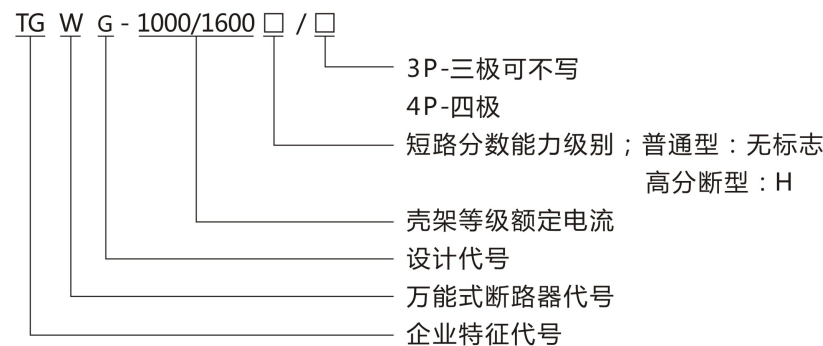 TG W G - 1000/1600 □ / □
3P-三极可不写
4P-四极
短路分数能力级别；普通型：无标志
高分断型：H
壳架等级额定电流
设计代号
万能式断路器代号
企业特征代号